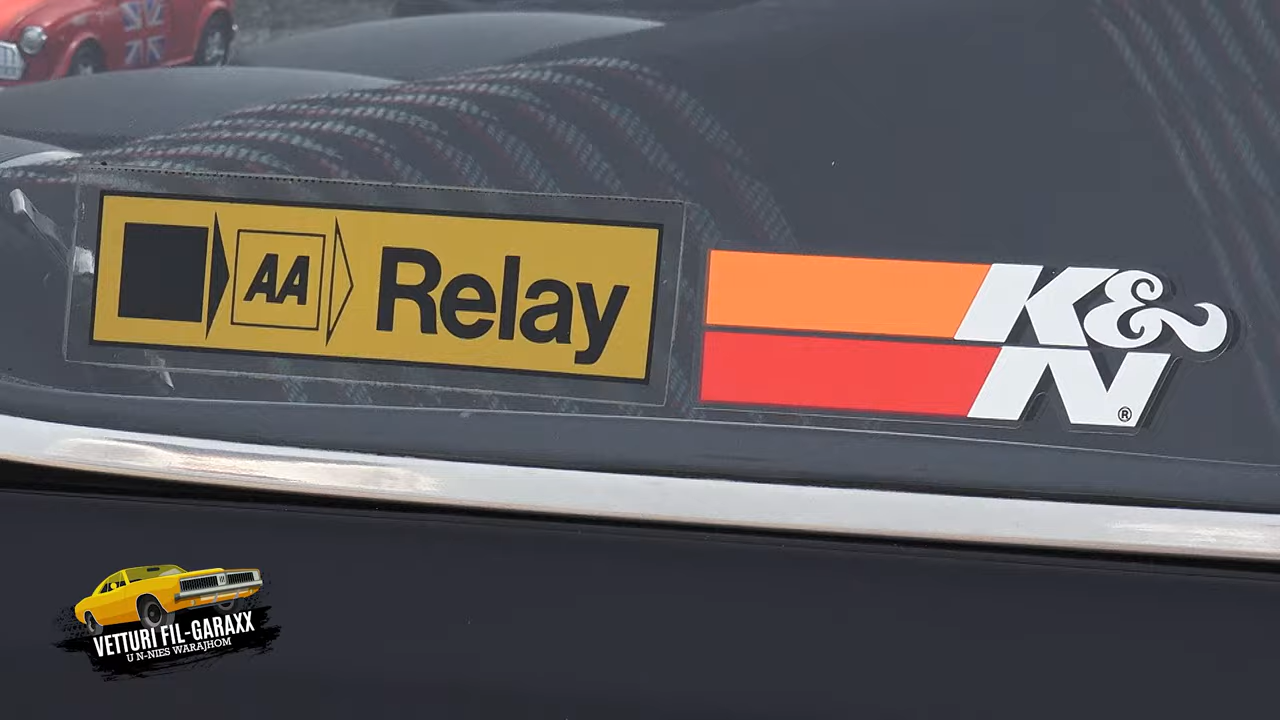 AA Relay
K&
N®
VETTURI FIL-GARAXX
U N-NIES WARAJHOM